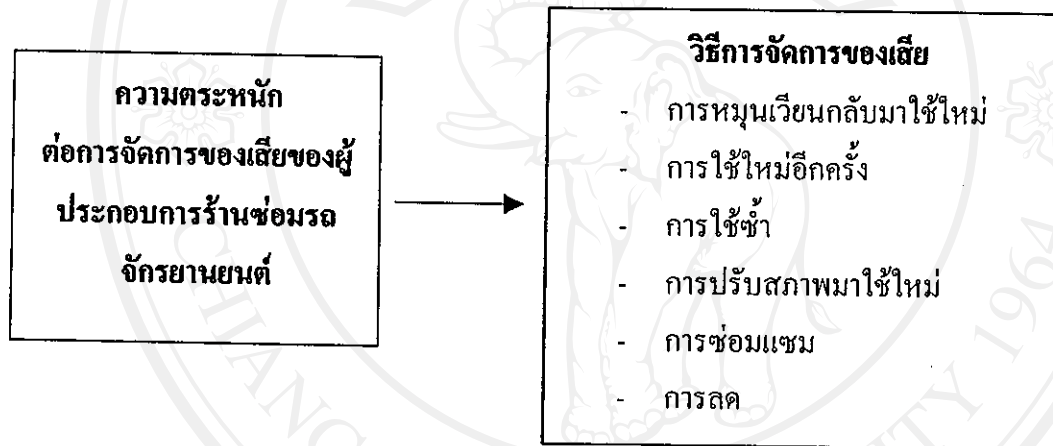 ความตระหนัก
ต่อการจัดการของเสียของผู้
ประกอบการร้านซ่อมรถ
จักรยานยนต์
วิธีการจัดการของเสีย
- การหมุนเวียนกลับมาใช้ใหม่
- การใช้ใหม่อีกครั้ง
- การใช้ซ้ำ
- การปรับสภาพมาใช้ใหม่
- การซ่อมแซม
- การลด